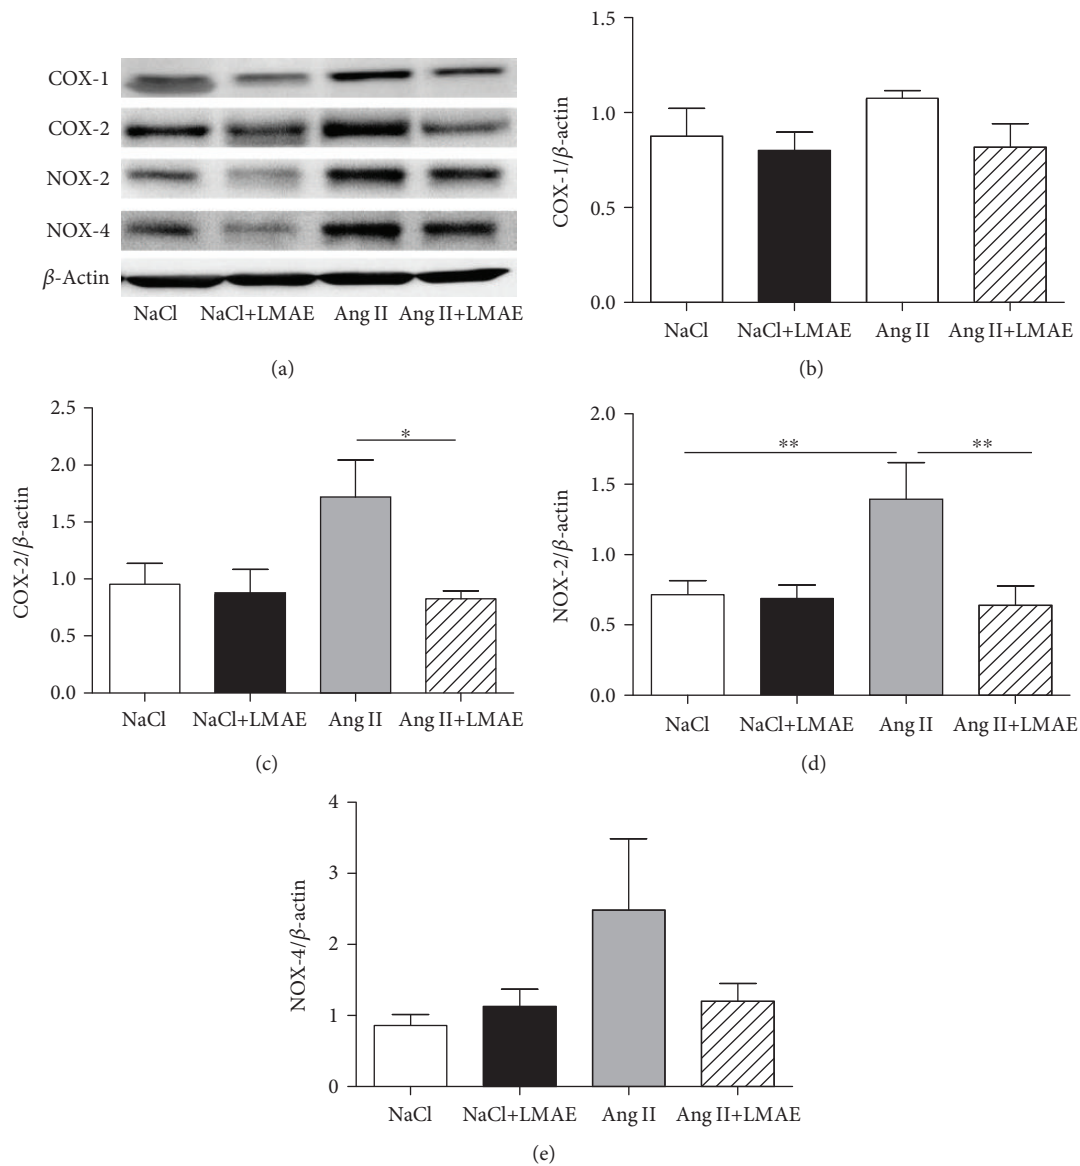 COX-1
COX-2
NOX-2
NOX-4
β-Actin
NaCl NaCl+LMAE Ang II Ang II+LMAE
(a)
1.5
1.0
0.5
0.0
COX-1/β-actin
NaCl NaCl+LMAE Ang II Ang II+LMAE
(b)
2.5
2.0
1.5
1.0
0.5
0.0
COX-2/β-actin
*
NaCl NaCl+LMAE Ang II Ang II+LMAE
(c)
2.0
1.5
1.0
0.5
0.0
NOX-2/β-actin
** **
NaCl NaCl+LMAE Ang II Ang II+LMAE
(d)
4
3
2
1
0
NOX-4/β-actin
NaCl NaCl+LMAE Ang II Ang II+LMAE
(e)